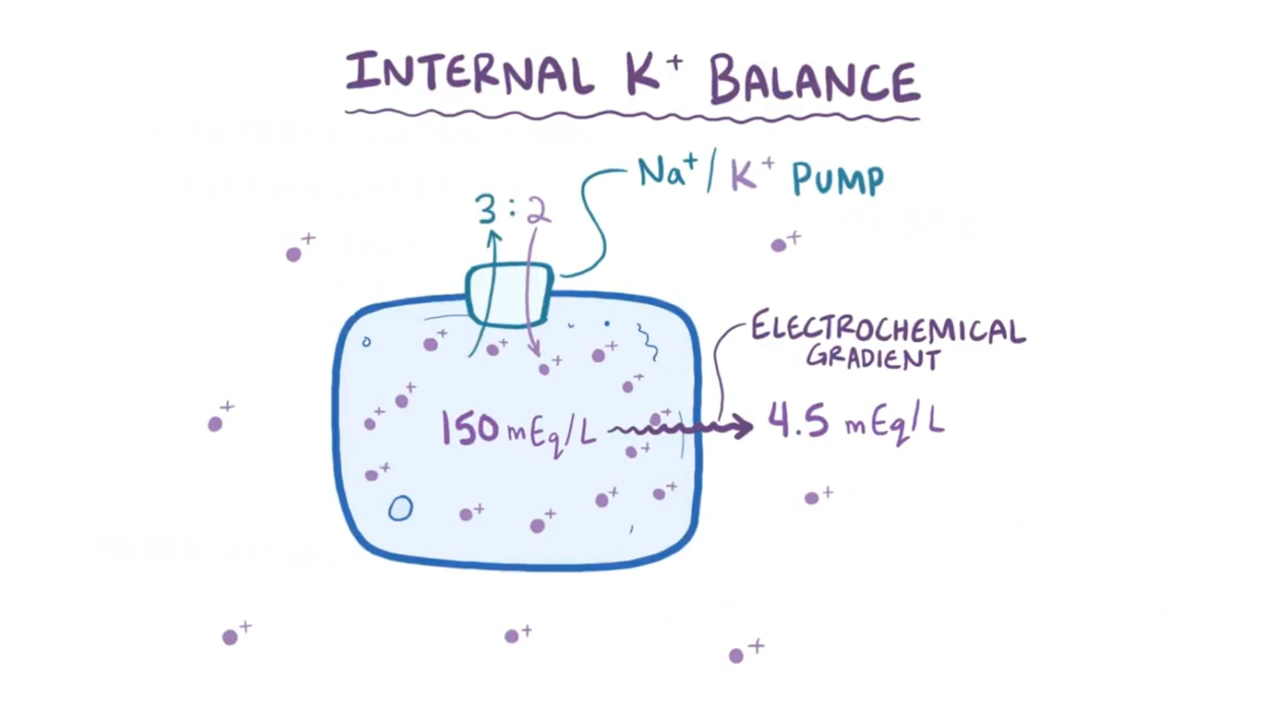 INTERNAL K+ BALANCE
Na+/K+ PUMP
3:2
ELECTROCHEMICAL
GRADIENT
150 mEq/L
4.5 mEq/L